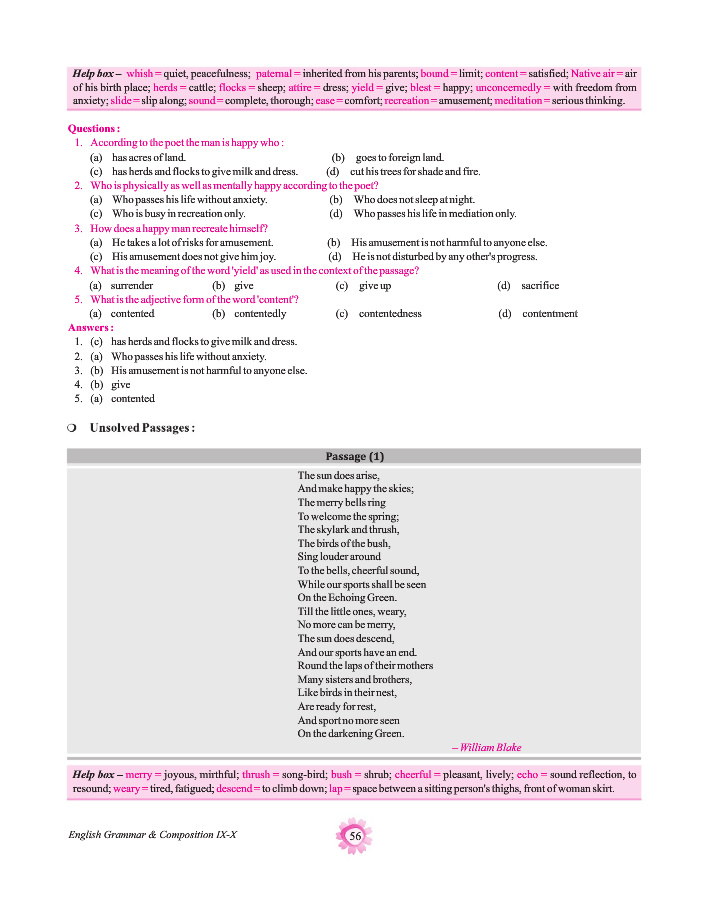 Help box – whish = quiet, peacefulness; paternal = inherited from his parents; bound = limit; content = satisfied; Native air = air
of his birth place; herds = cattle; flocks = sheep; attire = dress; yield = give; blest = happy; unconcernedly = with freedom from
anxiety; slide = slip along; sound = complete, thorough; ease = comfort; recreation = amusement; meditation = serious thinking.
Questions :
1. According to the poet the man is happy who :
(a) has acres of land. (b) goes to foreign land.
(c) has herds and flocks to give milk and dress. (d) cut his trees for shade and fire.
2. Who is physically as well as mentally happy according to the poet?
(a) Who passes his life without anxiety. (b) Who does not sleep at night.
(c) Who is busy in recreation only. (d) Who passes his life in mediation only.
3. How does a happy man recreate himself?
(a) He takes a lot of risks for amusement. (b) His amusement is not harmful to anyone else.
(c) His amusement does not give him joy. (d) He is not disturbed by any other's progress.
4. What is the meaning of the word 'yield' as used in the context of the passage?
(a) surrender (b) give (c) give up (d) sacrifice
5. What is the adjective form of the word 'content'?
(a) contented (b) contentedly (c) contentedness (d) contentment
Answers :
1. (c) has herds and flocks to give milk and dress.
2. (a) Who passes his life without anxiety.
3. (b) His amusement is not harmful to anyone else.
4. (b) give
5. (a) contented
❍ Unsolved Passages :
Passage (1)
The sun does arise,
And make happy the skies;
The merry bells ring
To welcome the spring;
The skylark and thrush,
The birds of the bush,
Sing louder around
To the bells, cheerful sound,
While our sports shall be seen
On the Echoing Green.
Till the little ones, weary,
No more can be merry,
The sun does descend,
And our sports have an end.
Round the laps of their mothers
Many sisters and brothers,
Like birds in their nest,
Are ready for rest,
And sport no more seen
On the darkening Green.
– William Blake
Help box – merry = joyous, mirthful; thrush = song-bird; bush = shrub; cheerful = pleasant, lively; echo = sound reflection, to
resound; weary = tired, fatigued; descend = to climb down; lap = space between a sitting person's thighs, front of woman skirt.
English Grammar & Composition IX-X
56